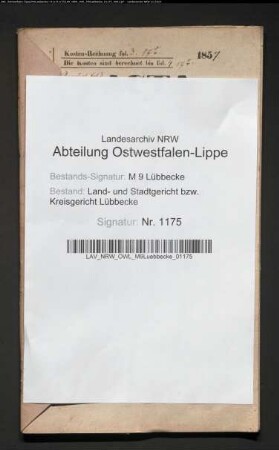 Kosten-Rechnung fol.
1857
Die Kosten sind berechnet bis fol.
Landesarchiv NRW
Abteilung Ostwestfalen-Lippe
Bestands-Signatur: M 9 Lübbecke
Bestand: Land- und Stadtgericht bzw.
Kreisgericht Lübbecke
Signatur: Nr. 1175
LAV_NRW_OWL_M9Luebbecke_01175